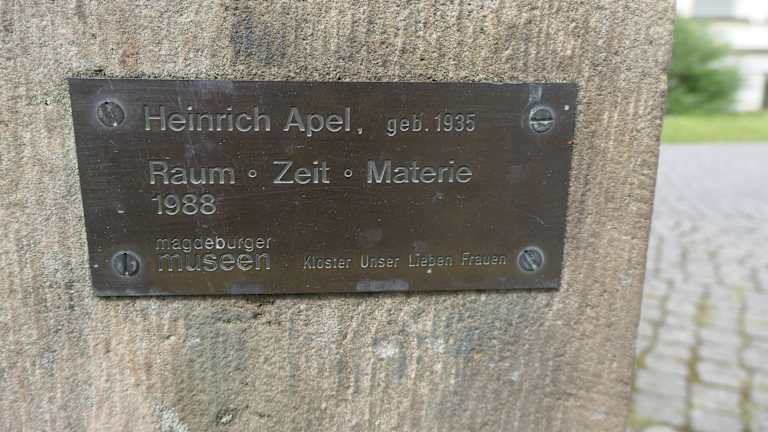 Heinrich Apel, geb. 1935
Raum ◦ Zeit ◦ Materie
1988
magdeburger
museen Kloster Unser Lieben Frauen